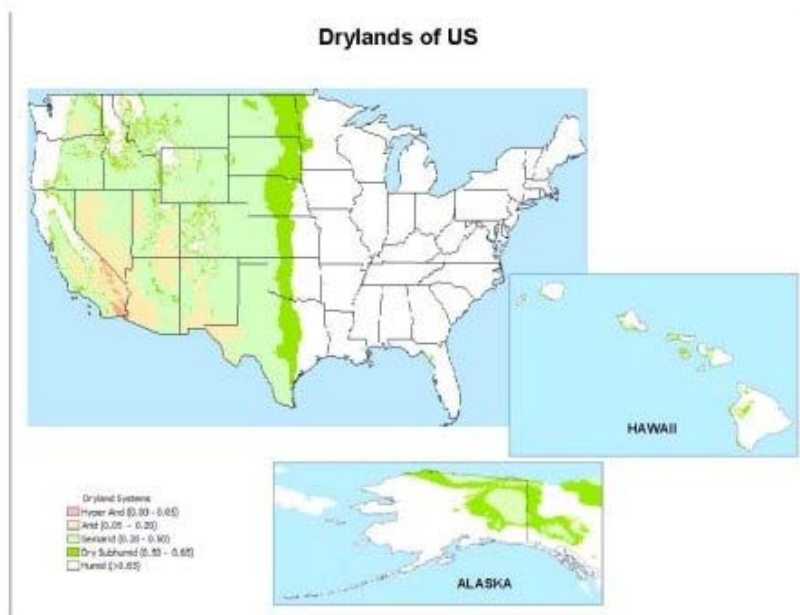 Drylands of US
HAWAII
Dryland Systems
Hyper Arid (0.00 - 0.05)
Arid (0.05 - 0.20)
Semiarid (0.20 - 0.50)
Dry Subhumid (0.50 - 0.65)
Humid (>0.65)
ALASKA